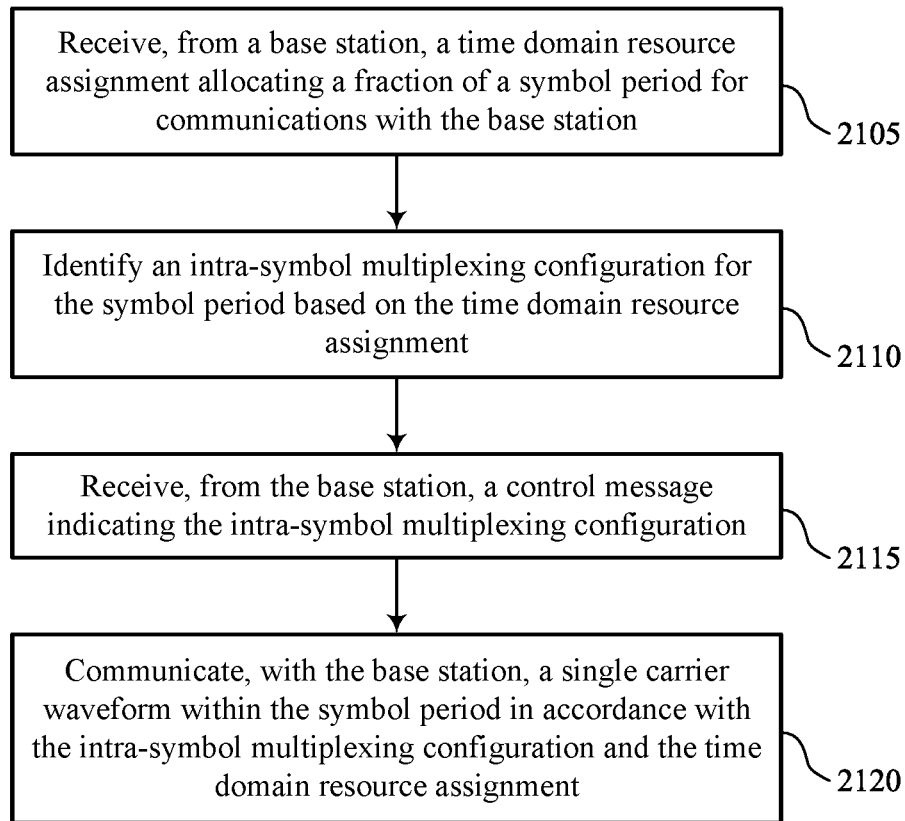 Receive, from a base station, a time domain resource
assignment allocating a fraction of a symbol period for
communications with the base station
2105
Identify an intra-symbol multiplexing configuration for
the symbol period based on the time domain resource
assignment
2110
Receive, from the base station, a control message
indicating the intra-symbol multiplexing configuration
2115
Communicate, with the base station, a single carrier
waveform within the symbol period in accordance with
the intra-symbol multiplexing configuration and the time
domain resource assignment
2120